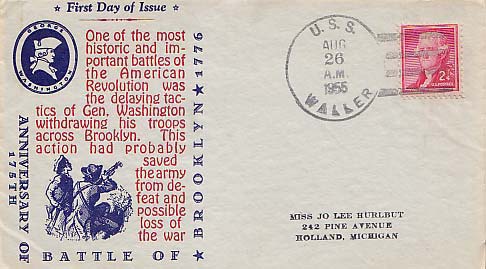 ★ First Day of Issue ★
GEORGE
WASHINGTON
One of the most
historic and im-
portant battles of
the American
Revolution was
the delaying tac-
tics of Gen. Washington
withdrawing his troops
across Brooklyn. This
action had probably
saved
the army
from de-
feat and
possible
loss of
the war
175TH
ANNIVERSARY OF
BATTLE OF ★
BROOKLYN ★ 1776
U.S.S.
AUG
26
A.M.
1955
WALLER
2¢
MISS JO LEE HURLBUT
242 PINE AVENUE
HOLLAND, MICHIGAN